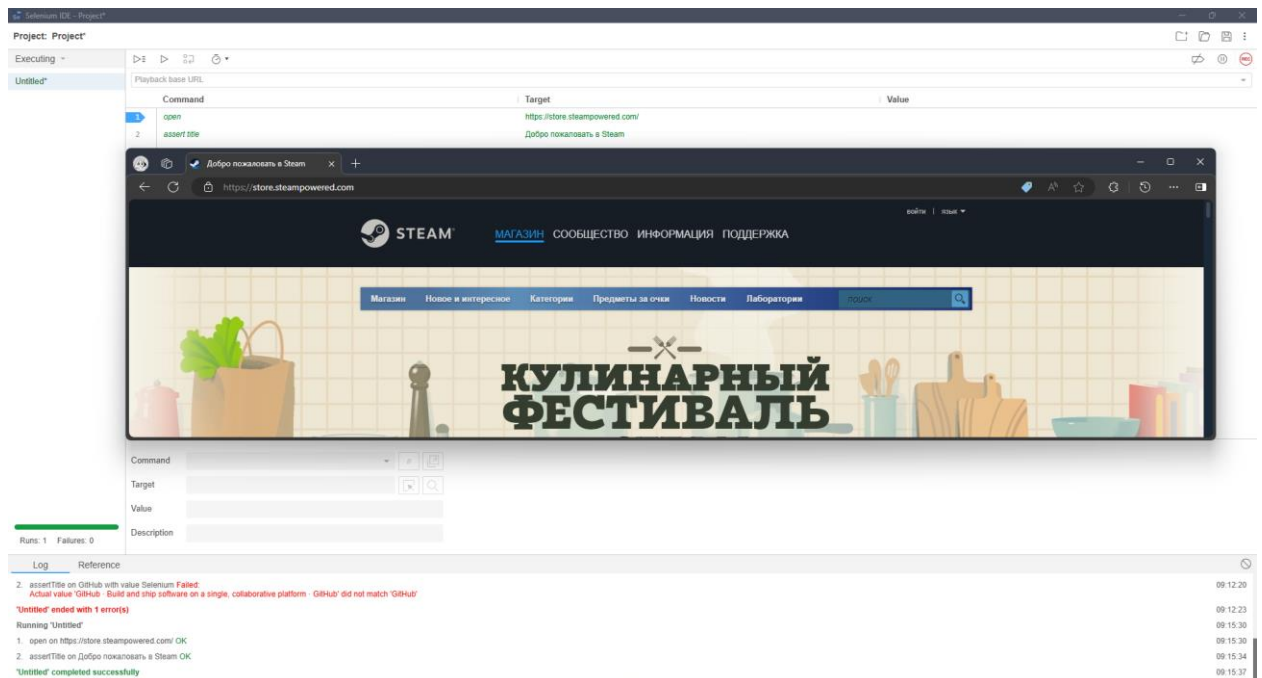 Selenium IDE - Project*
Project: Project*
Executing
Untitled*
Playback base URL
Command Target Value
1 open https://store.steampowered.com/
2 assert title Добро пожаловать в Steam
Добро пожаловать в Steam
https://store.steampowered.com
войти | язык
STEAM МАГАЗИН СООБЩЕСТВО ИНФОРМАЦИЯ ПОДДЕРЖКА
Магазин Новое и интересное Категории Предметы за очки Новости Лаборатория поиск
КУЛИНАРНЫЙ
ФЕСТИВАЛЬ
Command
Target
Value
Description
Runs: 1 Failures: 0
Log Reference
2. assertTitle on GitHub with value Selenium Failed: 09:12:20
Actual value 'GitHub · Build and ship software on a single, collaborative platform · GitHub' did not match 'GitHub'
'Untitled' ended with 1 error(s) 09:12:23
Running 'Untitled' 09:15:30
1. open on https://store.steampowered.com/ OK 09:15:30
2. assertTitle on Добро пожаловать в Steam OK 09:15:34
'Untitled' completed successfully 09:15:37